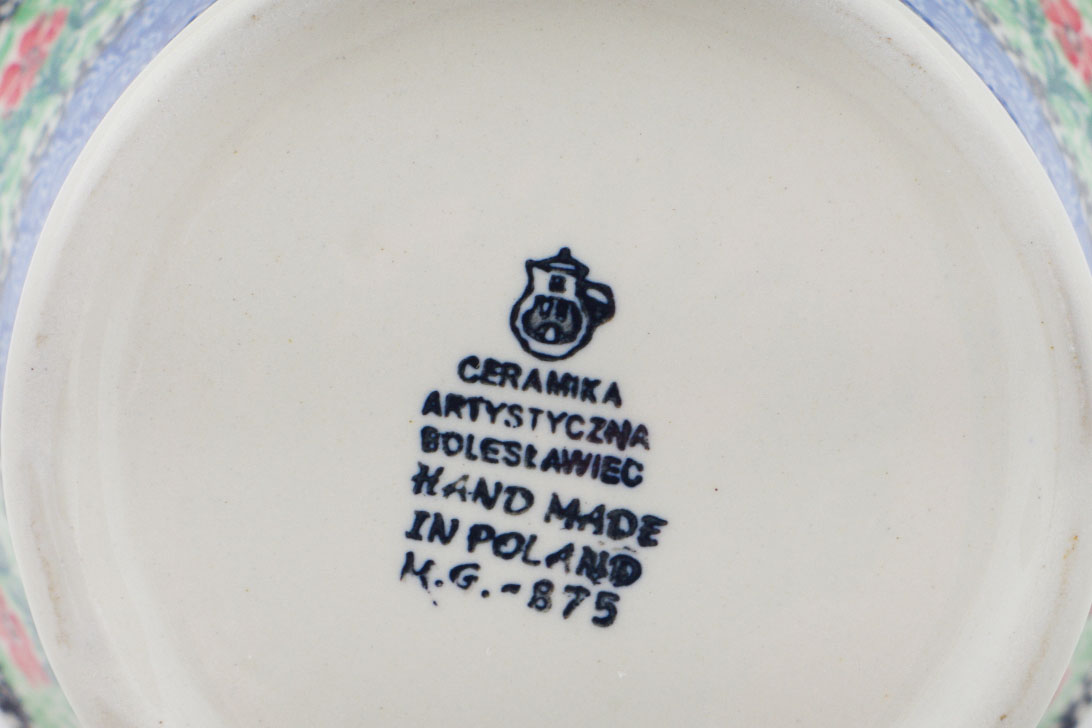 CERAMIKA
ARTYSTYCZNA
BOLESŁAWIEC
HAND MADE
IN POLAND
M.G.-875